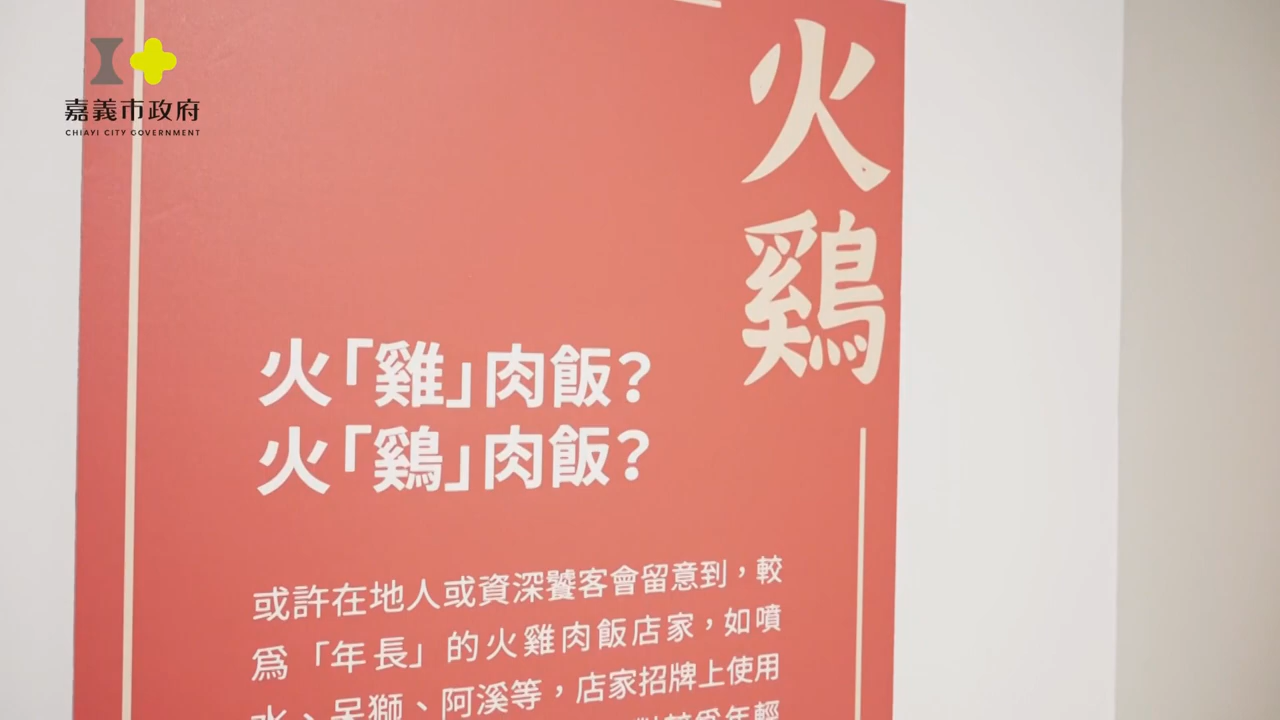 嘉義市政府
CHIAYI CITY GOVERNMENT
火鷄
火「雞」肉飯？
火「鷄」肉飯？
或許在地人或資深饕客會留意到，較
為「年長」的火雞肉飯店家，如噴
水、呆獅、阿溪等，店家招牌上使用
年輕